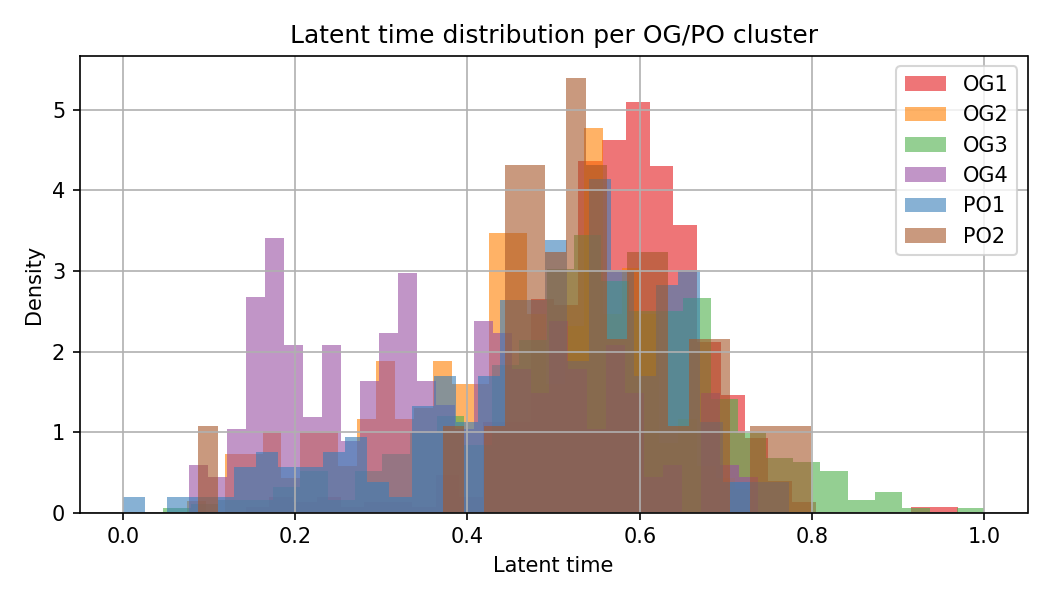 Latent time distribution per OG/PO cluster
OG1
OG2
OG3
OG4
PO1
PO2
Density
5
4
3
2
1
0
0.0 0.2 0.4 0.6 0.8 1.0
Latent time